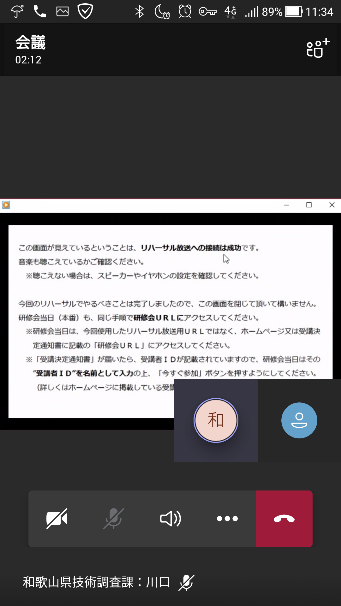 4G 89% 11:34
会議
02:12
この画面が見えているということは、リハーサル放送への接続は成功です。
音楽も聴こえているかご確認ください。
※聴こえない場合は、スピーカーやイヤホンの設定を確認してください。
今回のリハーサルでやるべきことは完了しましたので、この画面を閉じて頂いて構いません。
研修会当日（本番）も、同じ手順で研修会ＵＲＬにアクセスしてください。
※研修会当日は、今回使用したリハーサル放送用ＵＲＬではなく、ホームページ又は受講決
定通知書に記載の「研修会ＵＲＬ」にアクセスしてください。
※「受講決定通知書」が届いたら、受講者ＩＤが記載されていますので、研修会当日はその
“受講者ＩＤ”を名前として入力の上、「今すぐ参加」ボタンを押すようにしてください。
（詳しくはホームページに掲載している受
和
和歌山県技術調査課：川口